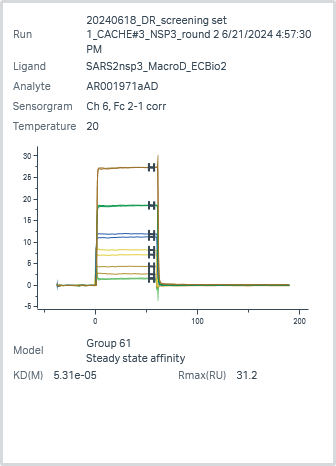 20240618_DR_screening set
Run 1_CACHE#3_NSP3_round 2 6/21/2024 4:57:30
PM
Ligand SARS2nsp3_MacroD_ECBio2
Analyte AR001971aAD
Sensorgram Ch 6, Fc 2-1 corr
Temperature 20
30
25
20
15
10
5
0
-5
0 100 200
Model Group 61
Steady state affinity
KD(M) 5.31e-05 Rmax(RU) 31.2